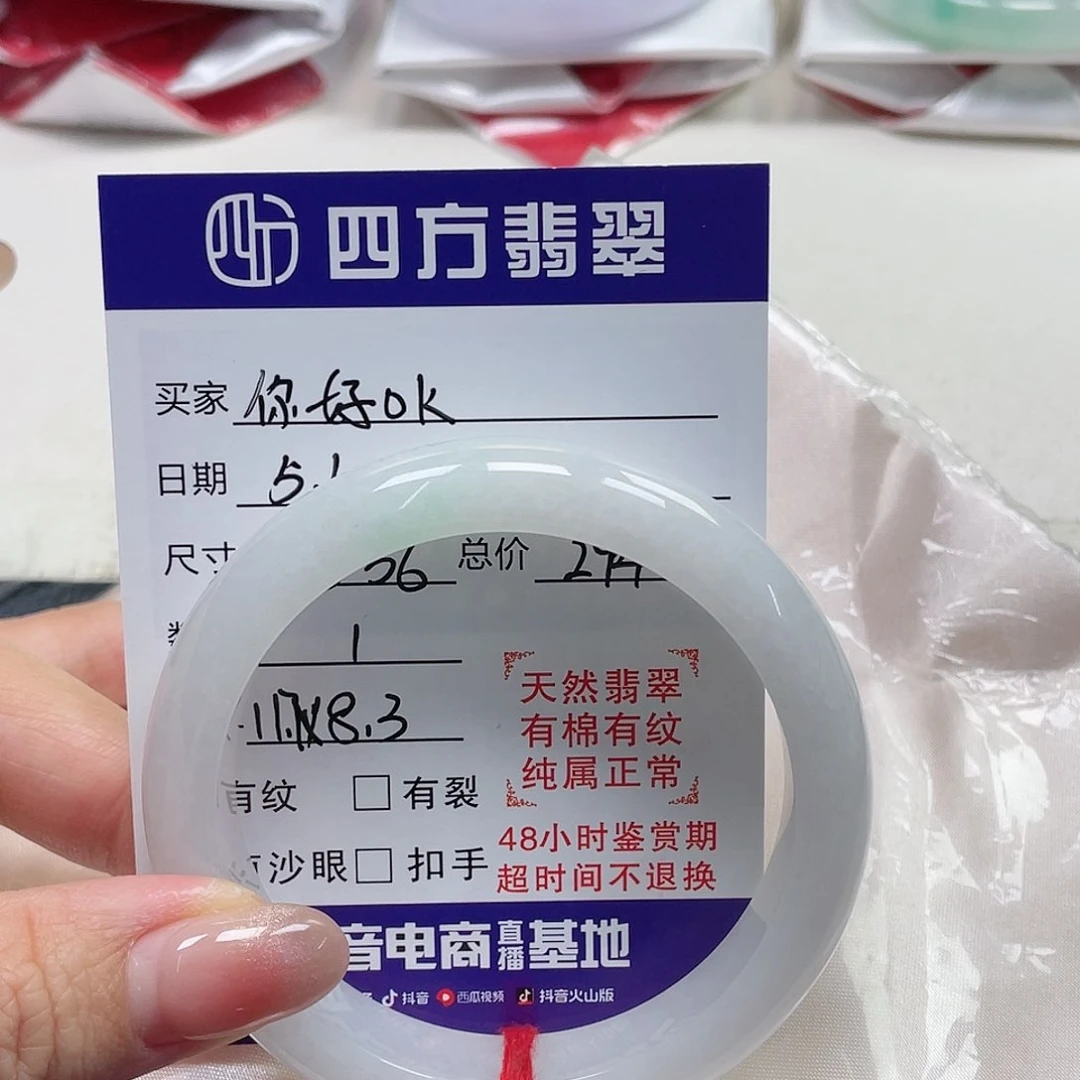 四方翡翠
买家 你好ok
日期 5.1
尺寸 56 总价
1
8.3
天然翡翠
有棉有纹
纯属正常
有纹 □有裂
沙眼□ 扣手
48小时鉴赏期
超时间不退换
音电商直播基地
抖音 西瓜视频 抖音火山版